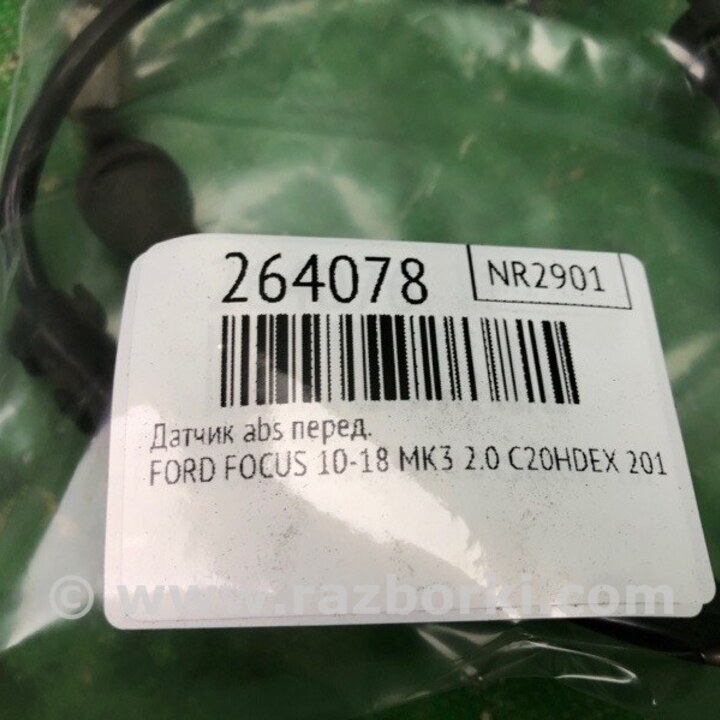 264078
NR2901
Датчик abs перед.
FORD FOCUS 10-18 MK3 2.0 C20HDEX 201
© www.razborki.com